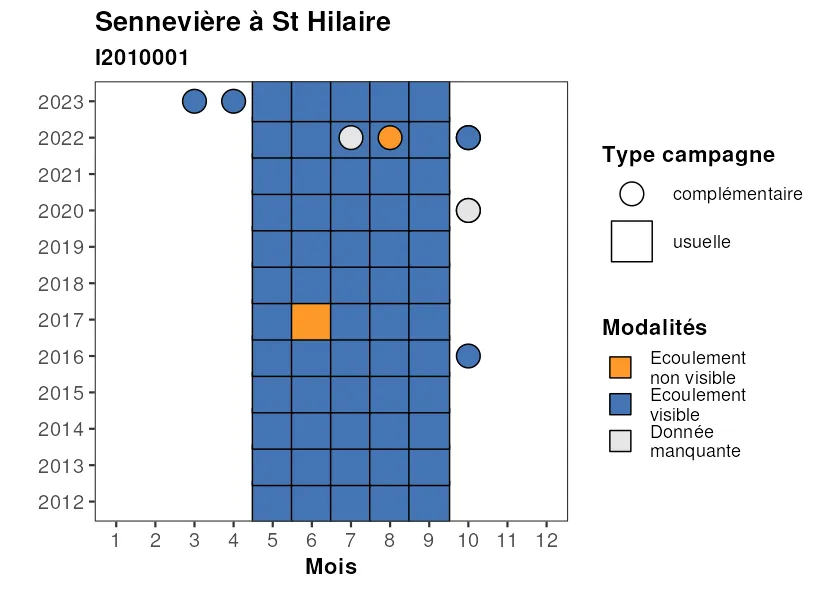 Sennevière à St Hilaire
I2010001
2023
2022
2021
2020
2019
2018
2017
2016
2015
2014
2013
2012
1 2 3 4 5 6 7 8 9 10 11 12
Mois
Type campagne
complémentaire
usuelle
Modalités
Ecoulement
non visible
Ecoulement
visible
Donnée
manquante